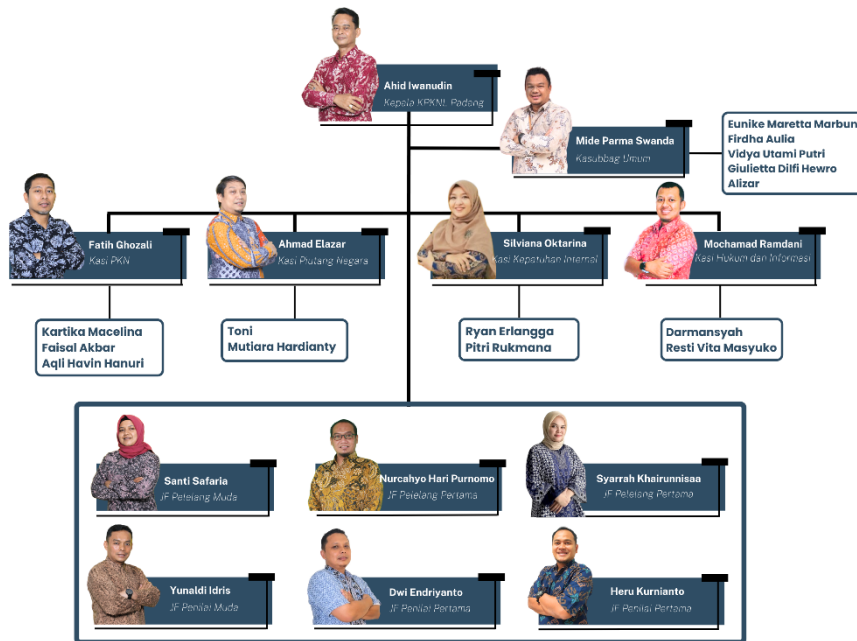 Ahid Iwanudin
Kepala KPKNL Padang
Mide Parma Swanda
Kasubbag Umum
Eunike Maretta Marbun
Firdha Aulia
Vidya Utami Putri
Giulietta Dilfi Hewro
Alizar
Fatih Ghozali
Kasi PKN
Ahmad Elazar
Kasi Piutang Negara
Silviana Oktarina
Kasi Kepatuhan Internal
Mochamad Ramdani
Kasi Hukum dan Informasi
Kartika Macelina
Faisal Akbar
Aqli Havin Hanuri
Toni
Mutiara Hardianty
Ryan Erlangga
Pitri Rukmana
Darmansyah
Resti Vita Masyuko
Santi Safaria
JF Pelelang Muda
Nurcahyo Hari Purnomo
JF Pelelang Pertama
Syarrah Khairunnisaa
JF Pelelang Pertama
Yunaldi Idris
JF Penilai Muda
Dwi Endriyanto
JF Penilai Pertama
Heru Kurnianto
JF Penilai Pertama